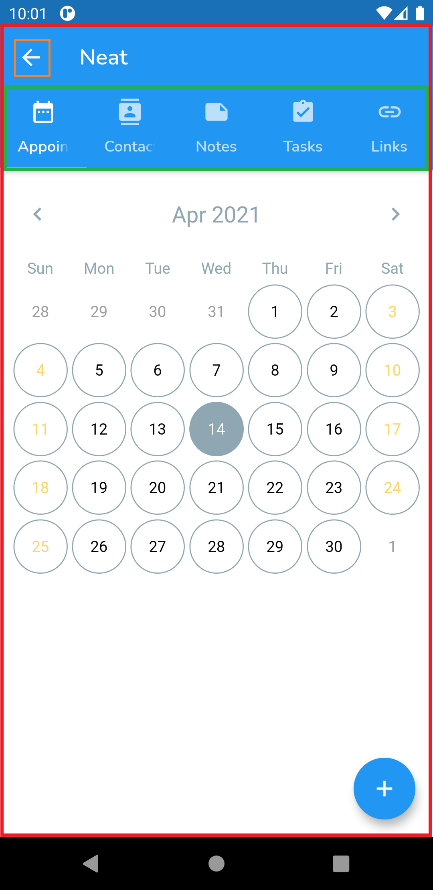 10:01
Neat
Appoin
Contac
Notes
Tasks
Links
Apr 2021
Sun Mon Tue Wed Thu Fri Sat
28 29 30 31 1 2 3
4 5 6 7 8 9 10
11 12 13 14 15 16 17
18 19 20 21 22 23 24
25 26 27 28 29 30 1